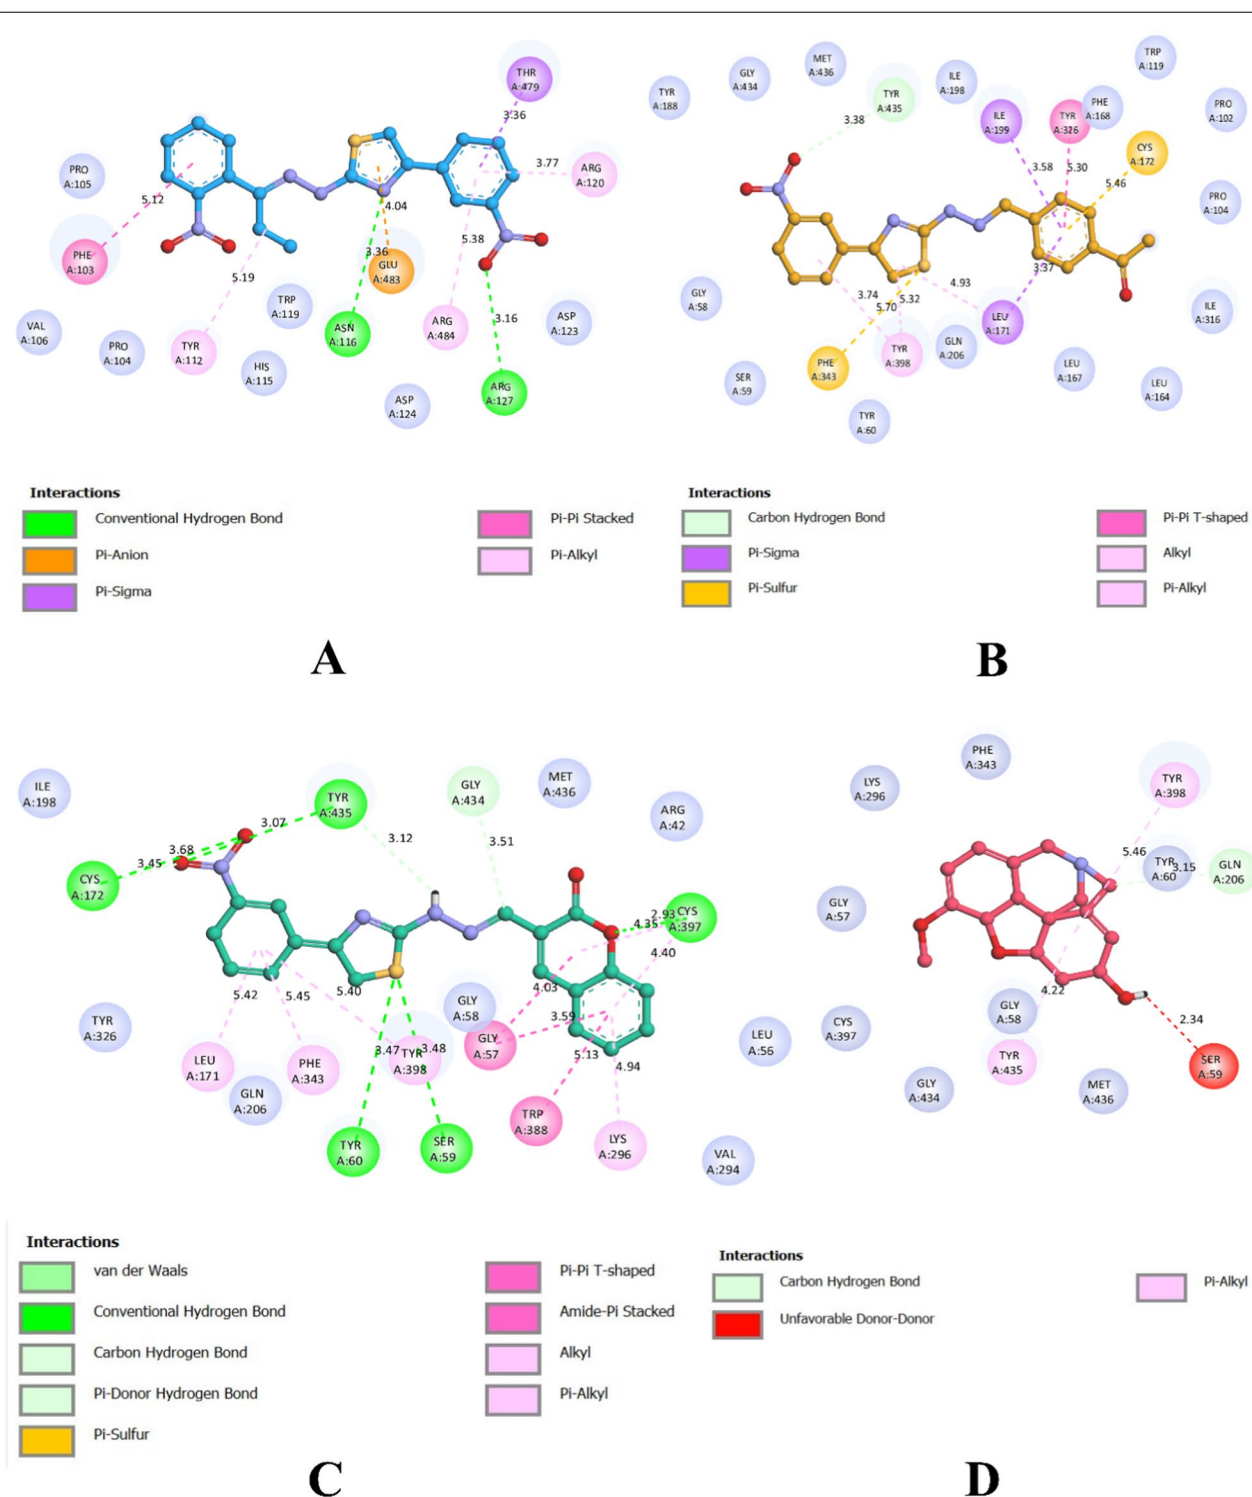 THR
A:479
3.36
3.77
ARG
A:120
PRO
A:105
5.12
4.04
PHE
A:103
5.19
3.36
GLU
A:483
5.38
TRP
A:119
3.16
VAL
A:106
PRO
A:104
TYR
A:112
HIS
A:115
ASN
A:116
ARG
A:484
ASP
A:123
ASP
A:124
ARG
A:127
Interactions
Conventional Hydrogen Bond
Pi-Anion
Pi-Sigma
Pi-Pi Stacked
Pi-Alkyl
A
TYR
A:188
GLY
A:434
MET
A:436
TYR
A:435
3.38
ILE
A:198
ILE
A:199
TYR
A:326
PHE
A:168
TRP
A:119
PRO
A:102
CYS
A:172
3.58
5.30
5.46
PRO
A:104
3.37
3.74
5.70
5.32
4.93
GLY
A:58
LEU
A:171
ILE
A:316
PHE
A:343
TYR
A:398
GLN
A:206
SER
A:59
LEU
A:167
LEU
A:164
TYR
A:60
Interactions
Carbon Hydrogen Bond
Pi-Sigma
Pi-Sulfur
Pi-Pi T-shaped
Alkyl
Pi-Alkyl
B
ILE
A:198
TYR
A:435
GLY
A:434
MET
A:436
ARG
A:42
3.07
3.68
3.45
3.12
3.51
CYS
A:172
2.93
4.35
CYS
A:397
4.40
5.42
5.45
5.40
4.03
3.59
GLY
A:58
TYR
A:326
LEU
A:171
PHE
A:343
3.47
TYR
A:398
3.48
GLY
A:57
5.13
4.94
LEU
A:56
GLN
A:206
TYR
A:60
SER
A:59
TRP
A:388
LYS
A:296
VAL
A:294
Interactions
van der Waals
Conventional Hydrogen Bond
Carbon Hydrogen Bond
Pi-Donor Hydrogen Bond
Pi-Sulfur
Pi-Pi T-shaped
Amide-Pi Stacked
Alkyl
Pi-Alkyl
C
PHE
A:343
LYS
A:296
TYR
A:398
5.46
TYR
A:60
3.15
GLN
A:206
GLY
A:57
4.22
GLY
A:58
CYS
A:397
2.34
TYR
A:435
SER
A:59
GLY
A:434
MET
A:436
Interactions
Carbon Hydrogen Bond
Unfavorable Donor-Donor
Pi-Alkyl
D